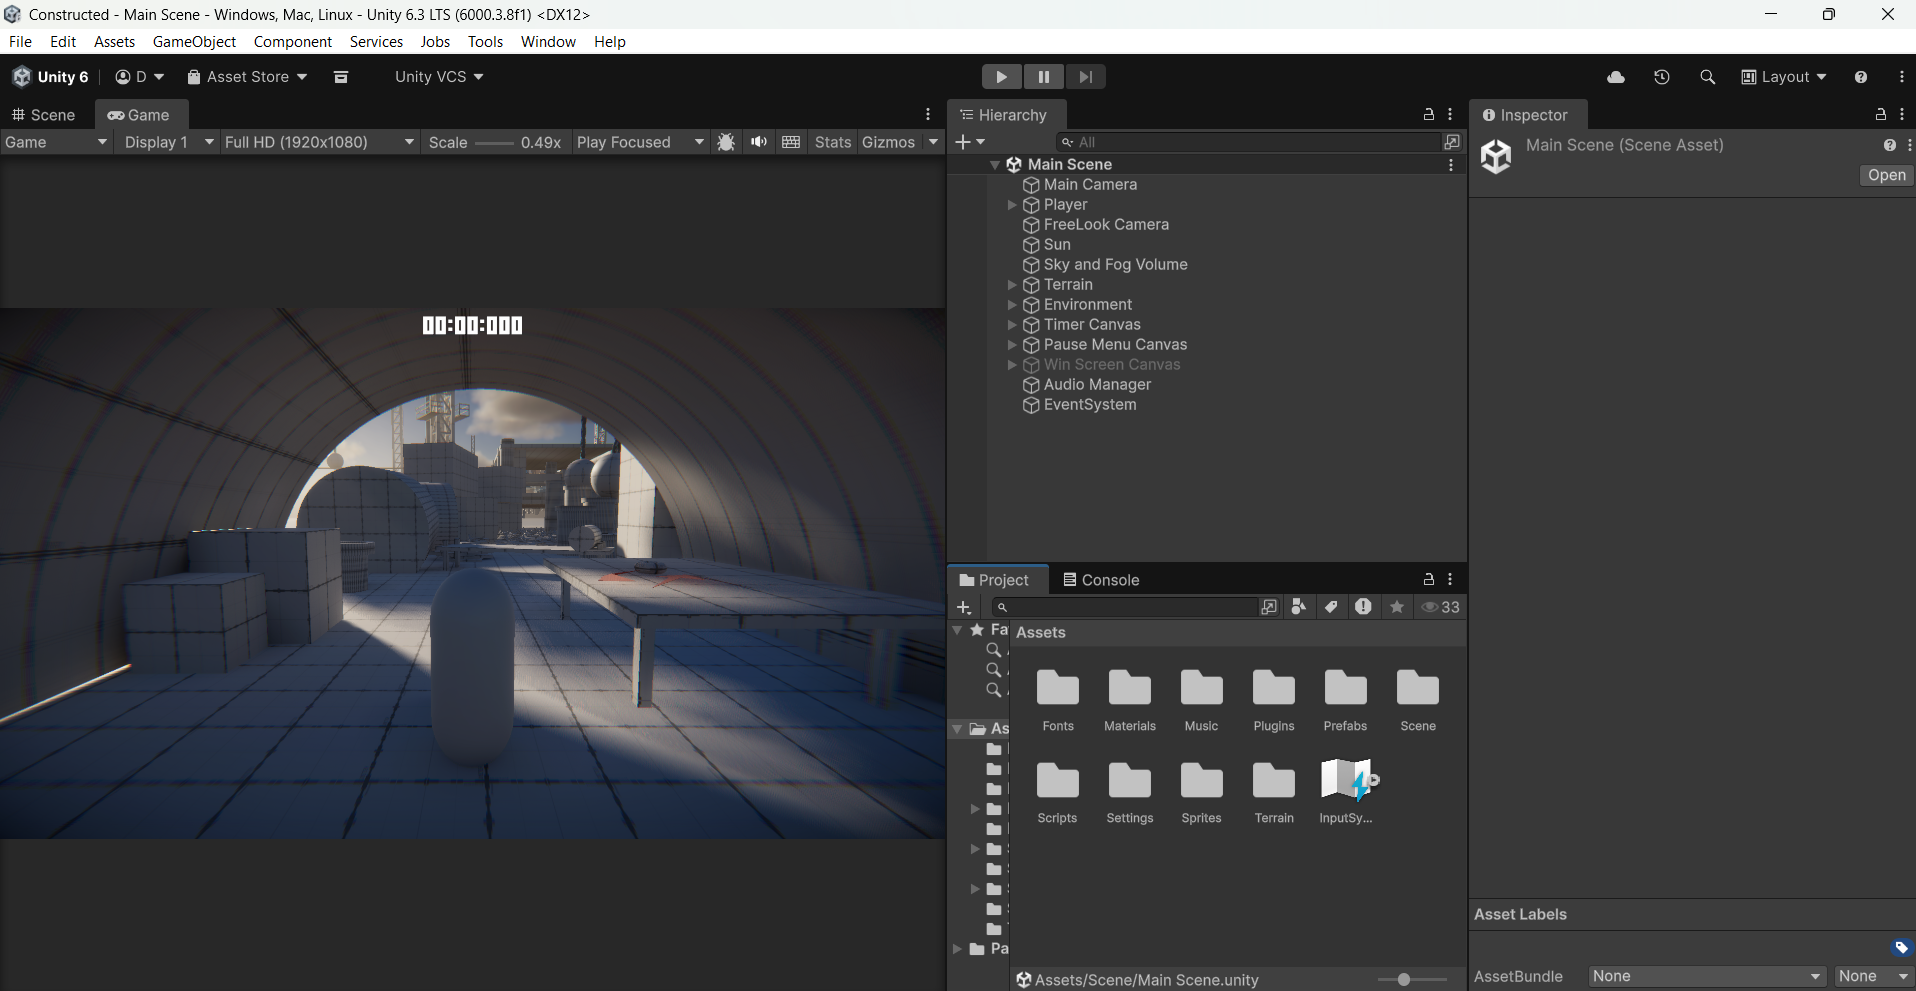 Constructed - Main Scene - Windows, Mac, Linux - Unity 6.3 LTS (6000.3.8f1) <DX12>
File Edit Assets GameObject Component Services Jobs Tools Window Help
Unity 6 D Asset Store Unity VCS Layout
Scene Game
Game Display 1 Full HD (1920x1080) Scale 0.49x Play Focused Stats Gizmos
00:00:000
Hierarchy
All
Main Scene
Main Camera
Player
FreeLook Camera
Sun
Sky and Fog Volume
Terrain
Environment
Timer Canvas
Pause Menu Canvas
Win Screen Canvas
Audio Manager
EventSystem
Project Console
33
Fa
As
Pa
Assets
Fonts Materials Music Plugins Prefabs Scene
Scripts Settings Sprites Terrain InputSy...
Assets/Scene/Main Scene.unity
Inspector
Main Scene (Scene Asset)
Open
Asset Labels
AssetBundle None None